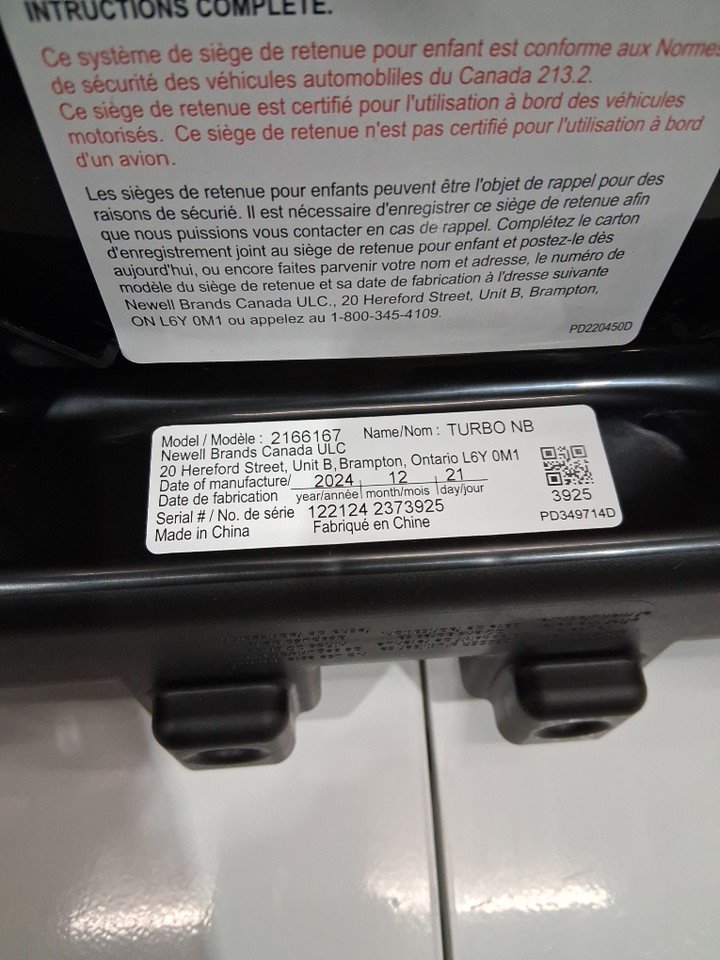 INTRUCTIONS COMPLETE.
Ce système de siège de retenue pour enfant est conforme aux Normes
de sécurité des véhicules automobliles du Canada 213.2.
Ce siège de retenue est certifié pour l'utilisation à bord des véhicules
motorisés. Ce siège de retenue n'est pas certifié pour l'utilisation à bord
d'un avion.
Les sièges de retenue pour enfants peuvent être l'objet de rappel pour des
raisons de sécurié. Il est nécessaire d'enregistrer ce siège de retenue afin
que nous puissions vous contacter en cas de rappel. Complétez le carton
d'enregistrement joint au siège de retenue pour enfant et postez-le dès
aujourd'hui, ou encore faites parvenir votre nom et adresse, le numéro de
modèle du siège de retenue et sa date de fabrication à l'dresse suivante
Newell Brands Canada ULC., 20 Hereford Street, Unit B, Brampton,
ON L6Y 0M1 ou appelez au 1-800-345-4109.
PD220450D
Model / Modèle : 2166167 Name/Nom : TURBO NB
Newell Brands Canada ULC
20 Hereford Street, Unit B, Brampton, Ontario L6Y 0M1
Date of manufacture/ 2024 12 21
Date de fabrication year/année month/mois day/jour
Serial # / No. de série 122124 2373925
Made in China Fabriqué en Chine
3925
PD349714D